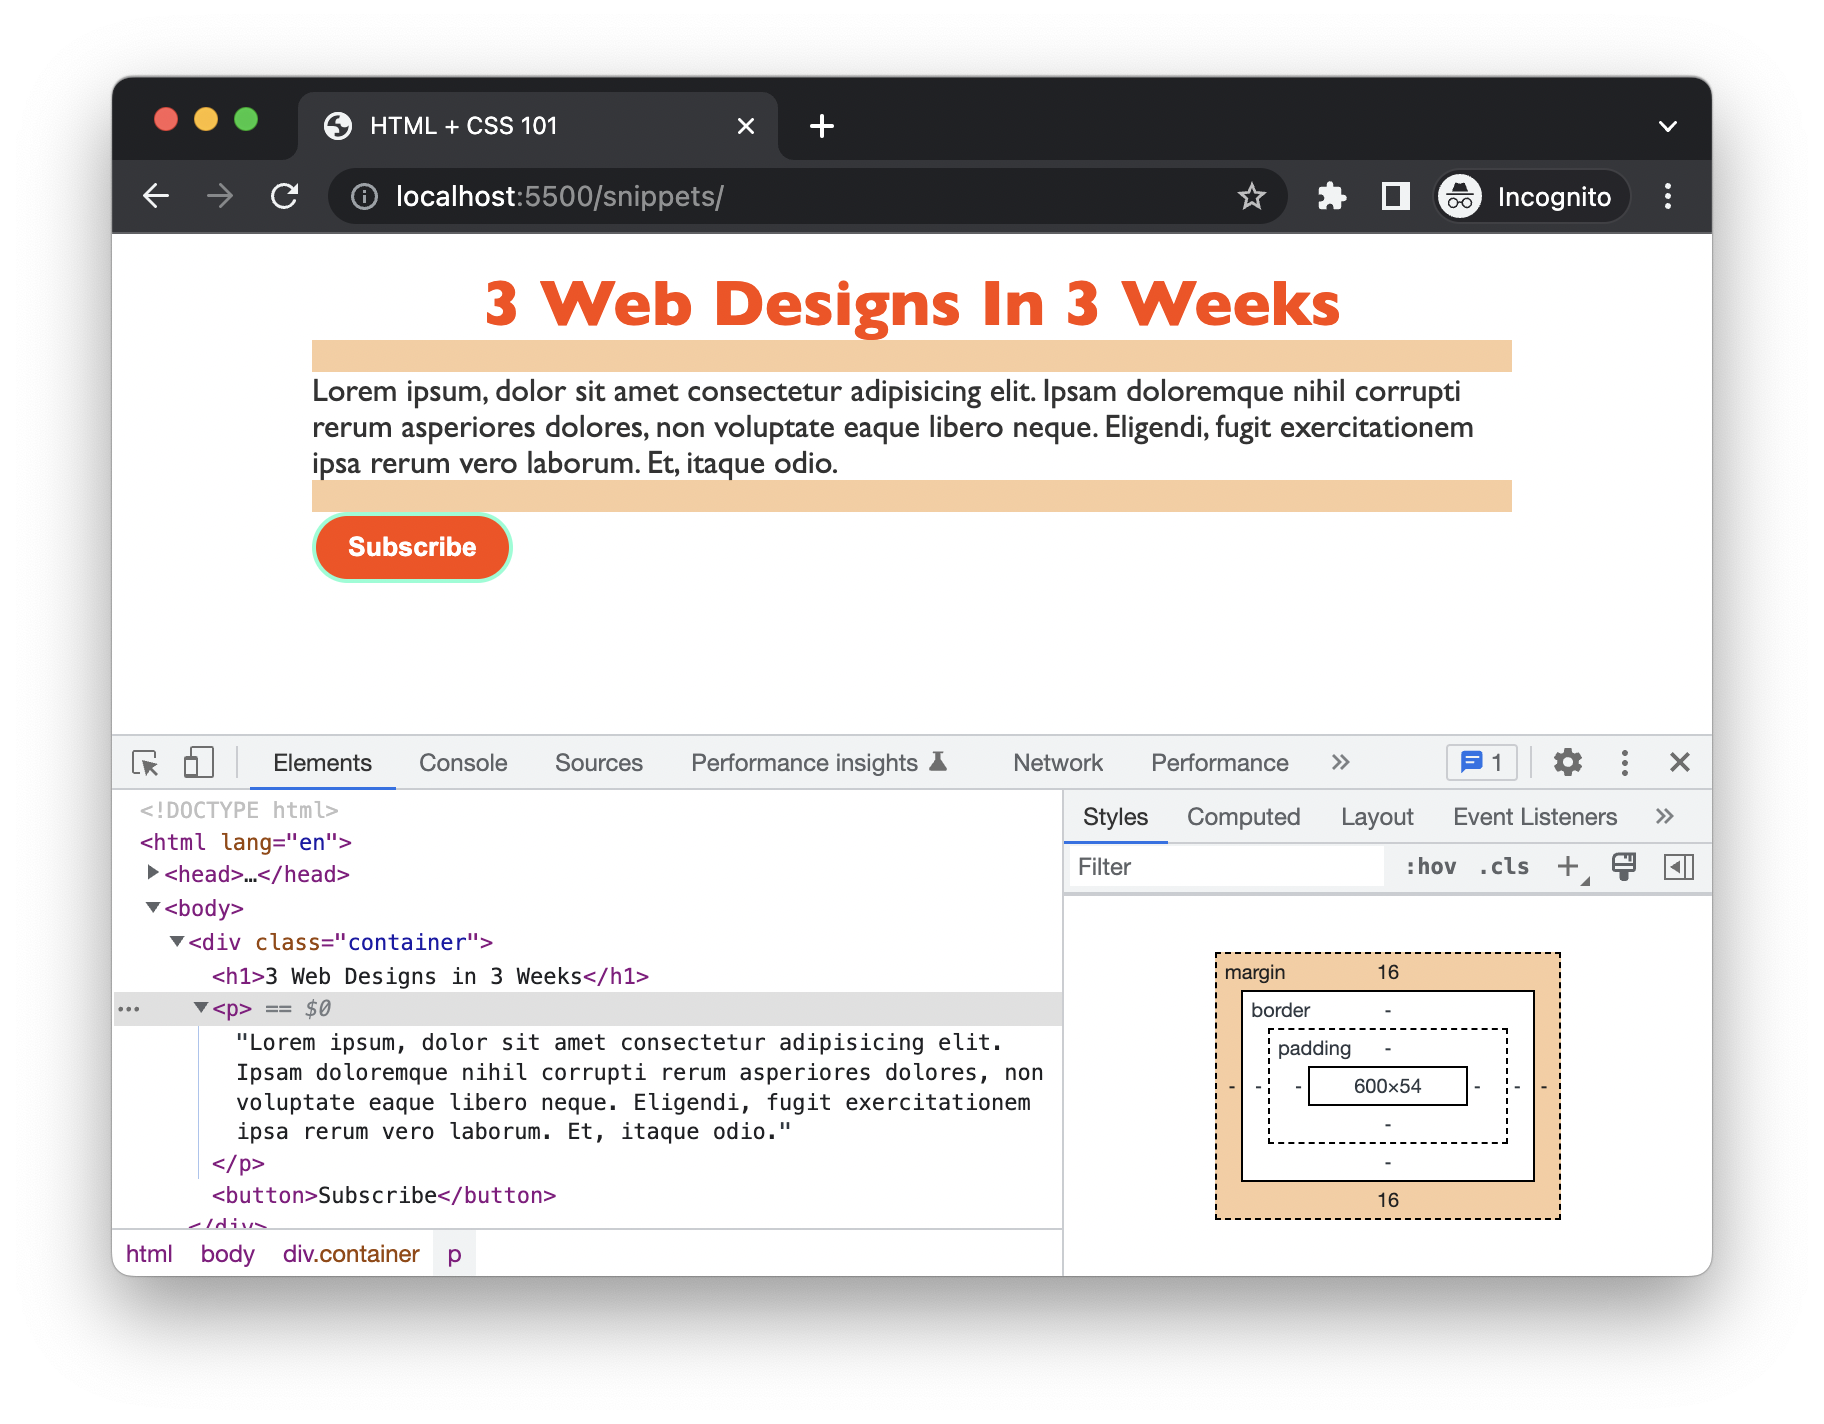 HTML + CSS 101
localhost:5500/snippets/
Incognito
3 Web Designs In 3 Weeks
Lorem ipsum, dolor sit amet consectetur adipisicing elit. Ipsam doloremque nihil corrupti
rerum asperiores dolores, non voluptate eaque libero neque. Eligendi, fugit exercitationem
ipsa rerum vero laborum. Et, itaque odio.
Subscribe
Elements Console Sources Performance insights Network Performance » 1
<!DOCTYPE html>
<html lang="en">
<head>…</head>
<body>
<div class="container">
<h1>3 Web Designs in 3 Weeks</h1>
<p> == $0
"Lorem ipsum, dolor sit amet consectetur adipisicing elit.
Ipsam doloremque nihil corrupti rerum asperiores dolores, non
voluptate eaque libero neque. Eligendi, fugit exercitationem
ipsa rerum vero laborum. Et, itaque odio."
</p>
<button>Subscribe</button>
</div>
html body div.container p
Styles Computed Layout Event Listeners »
Filter :hov .cls +
margin 16
border -
padding -
- - - 600×54 - - -
-
-
16